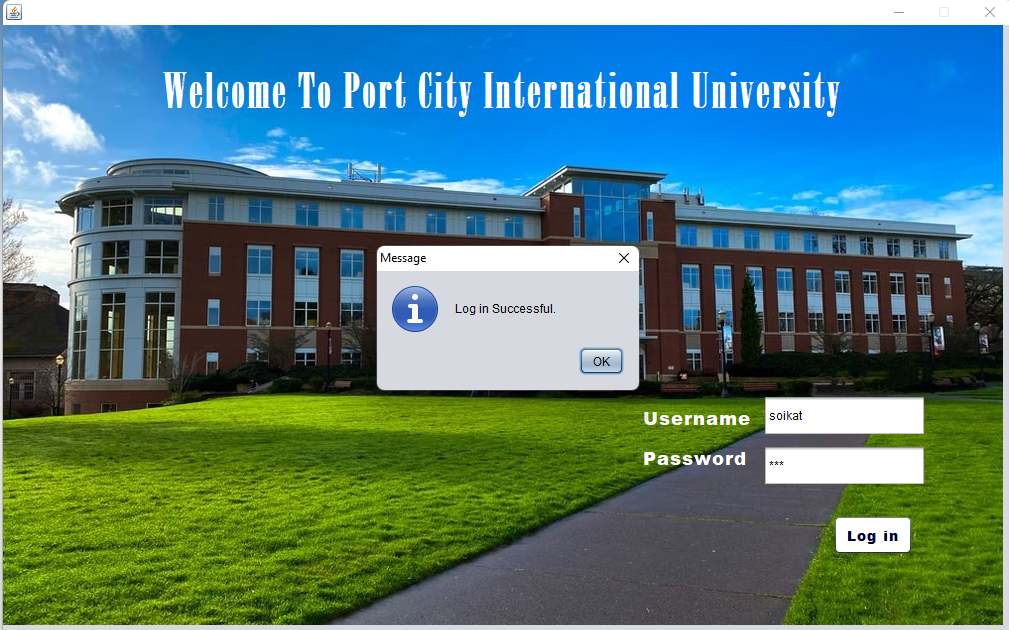 Welcome To Port City International University
Message
Log in Successful.
OK
Username
soikat
Password
***
Log in